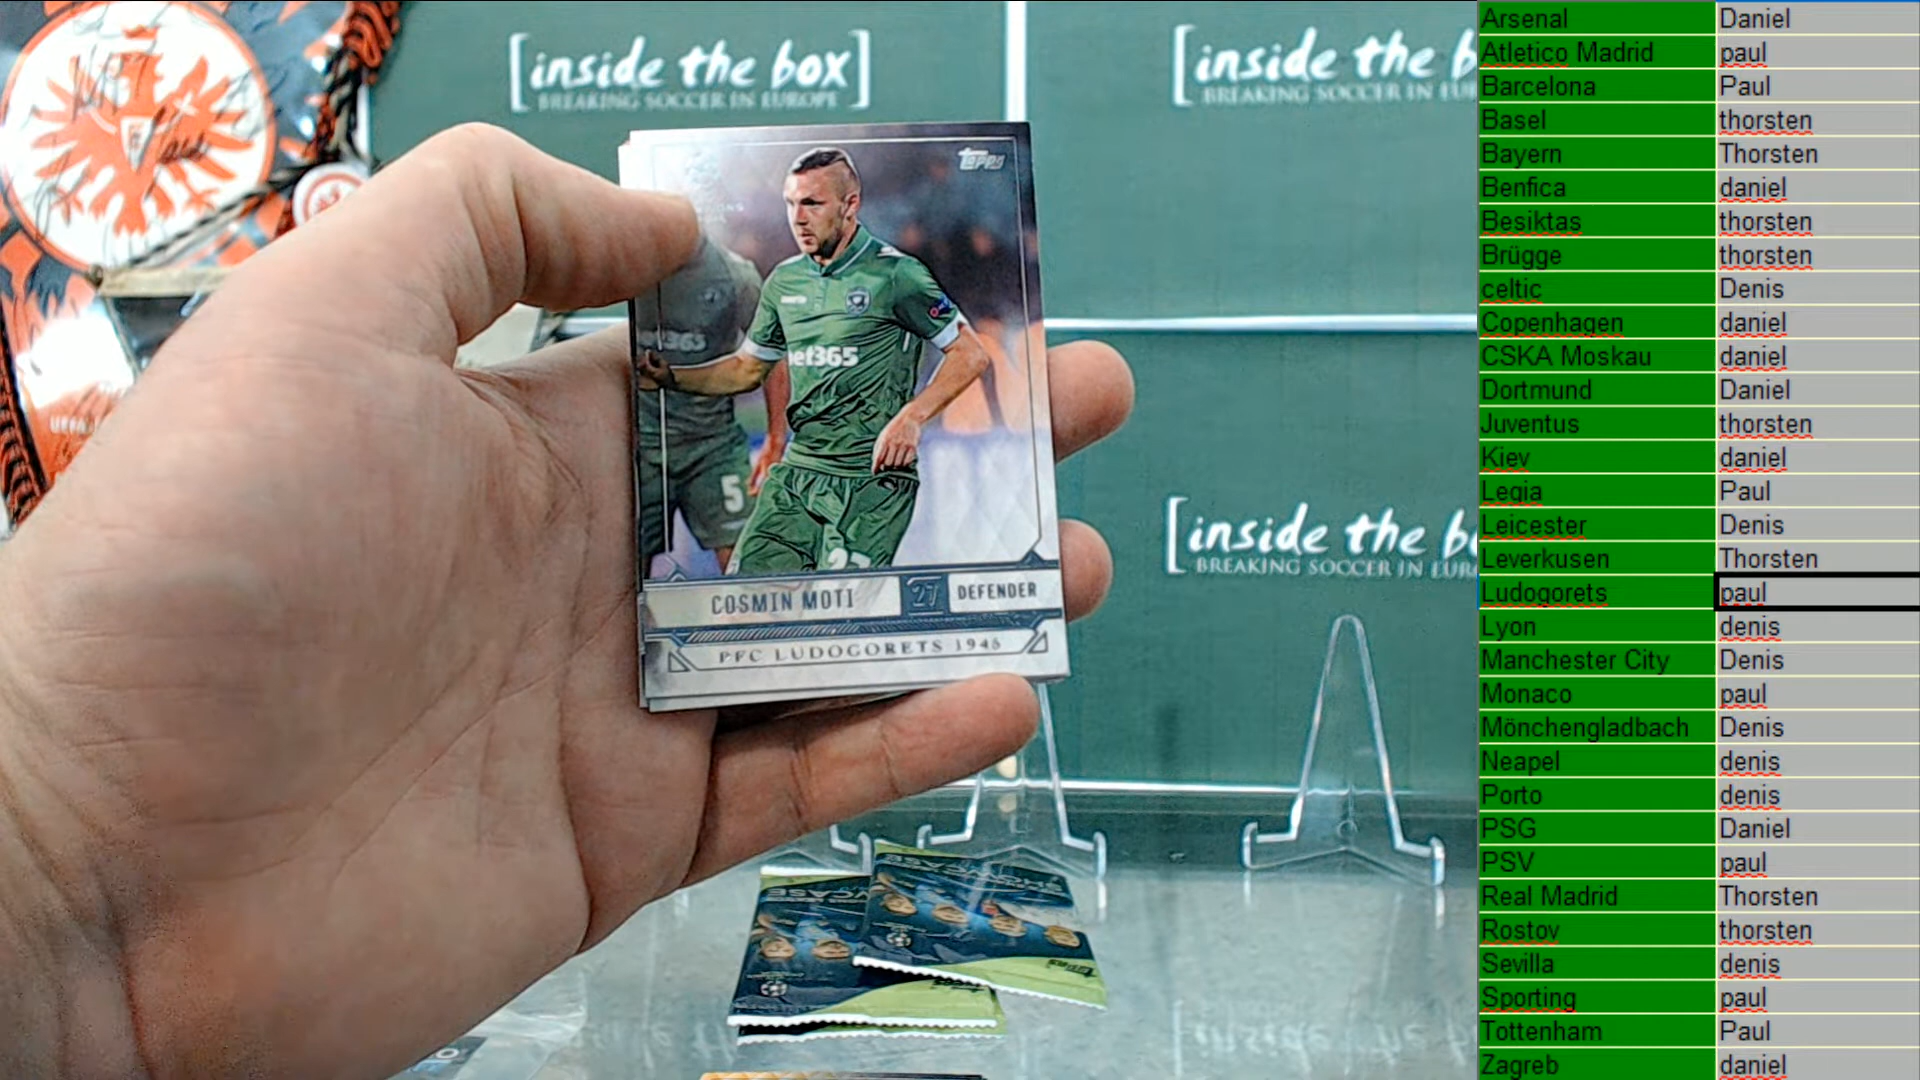 [inside the box]
BREAKING SOCCER IN EUROPE
[inside the b
BREAKING SOCCER IN EUR
topps
bet365
5
27
COSMIN MOTI 27 DEFENDER
PFC LUDOGORETS 1945
[inside the b
BREAKING SOCCER IN EUR
Arsenal Daniel
Atletico Madrid paul
Barcelona Paul
Basel thorsten
Bayern Thorsten
Benfica daniel
Besiktas thorsten
Brügge thorsten
celtic Denis
Copenhagen daniel
CSKA Moskau daniel
Dortmund Daniel
Juventus thorsten
Kiev daniel
Legia Paul
Leicester Denis
Leverkusen Thorsten
Ludogorets paul
Lyon denis
Manchester City Denis
Monaco paul
Mönchengladbach Denis
Neapel denis
Porto denis
PSG Daniel
PSV paul
Real Madrid Thorsten
Rostov thorsten
Sevilla denis
Sporting paul
Tottenham Paul
Zagreb daniel